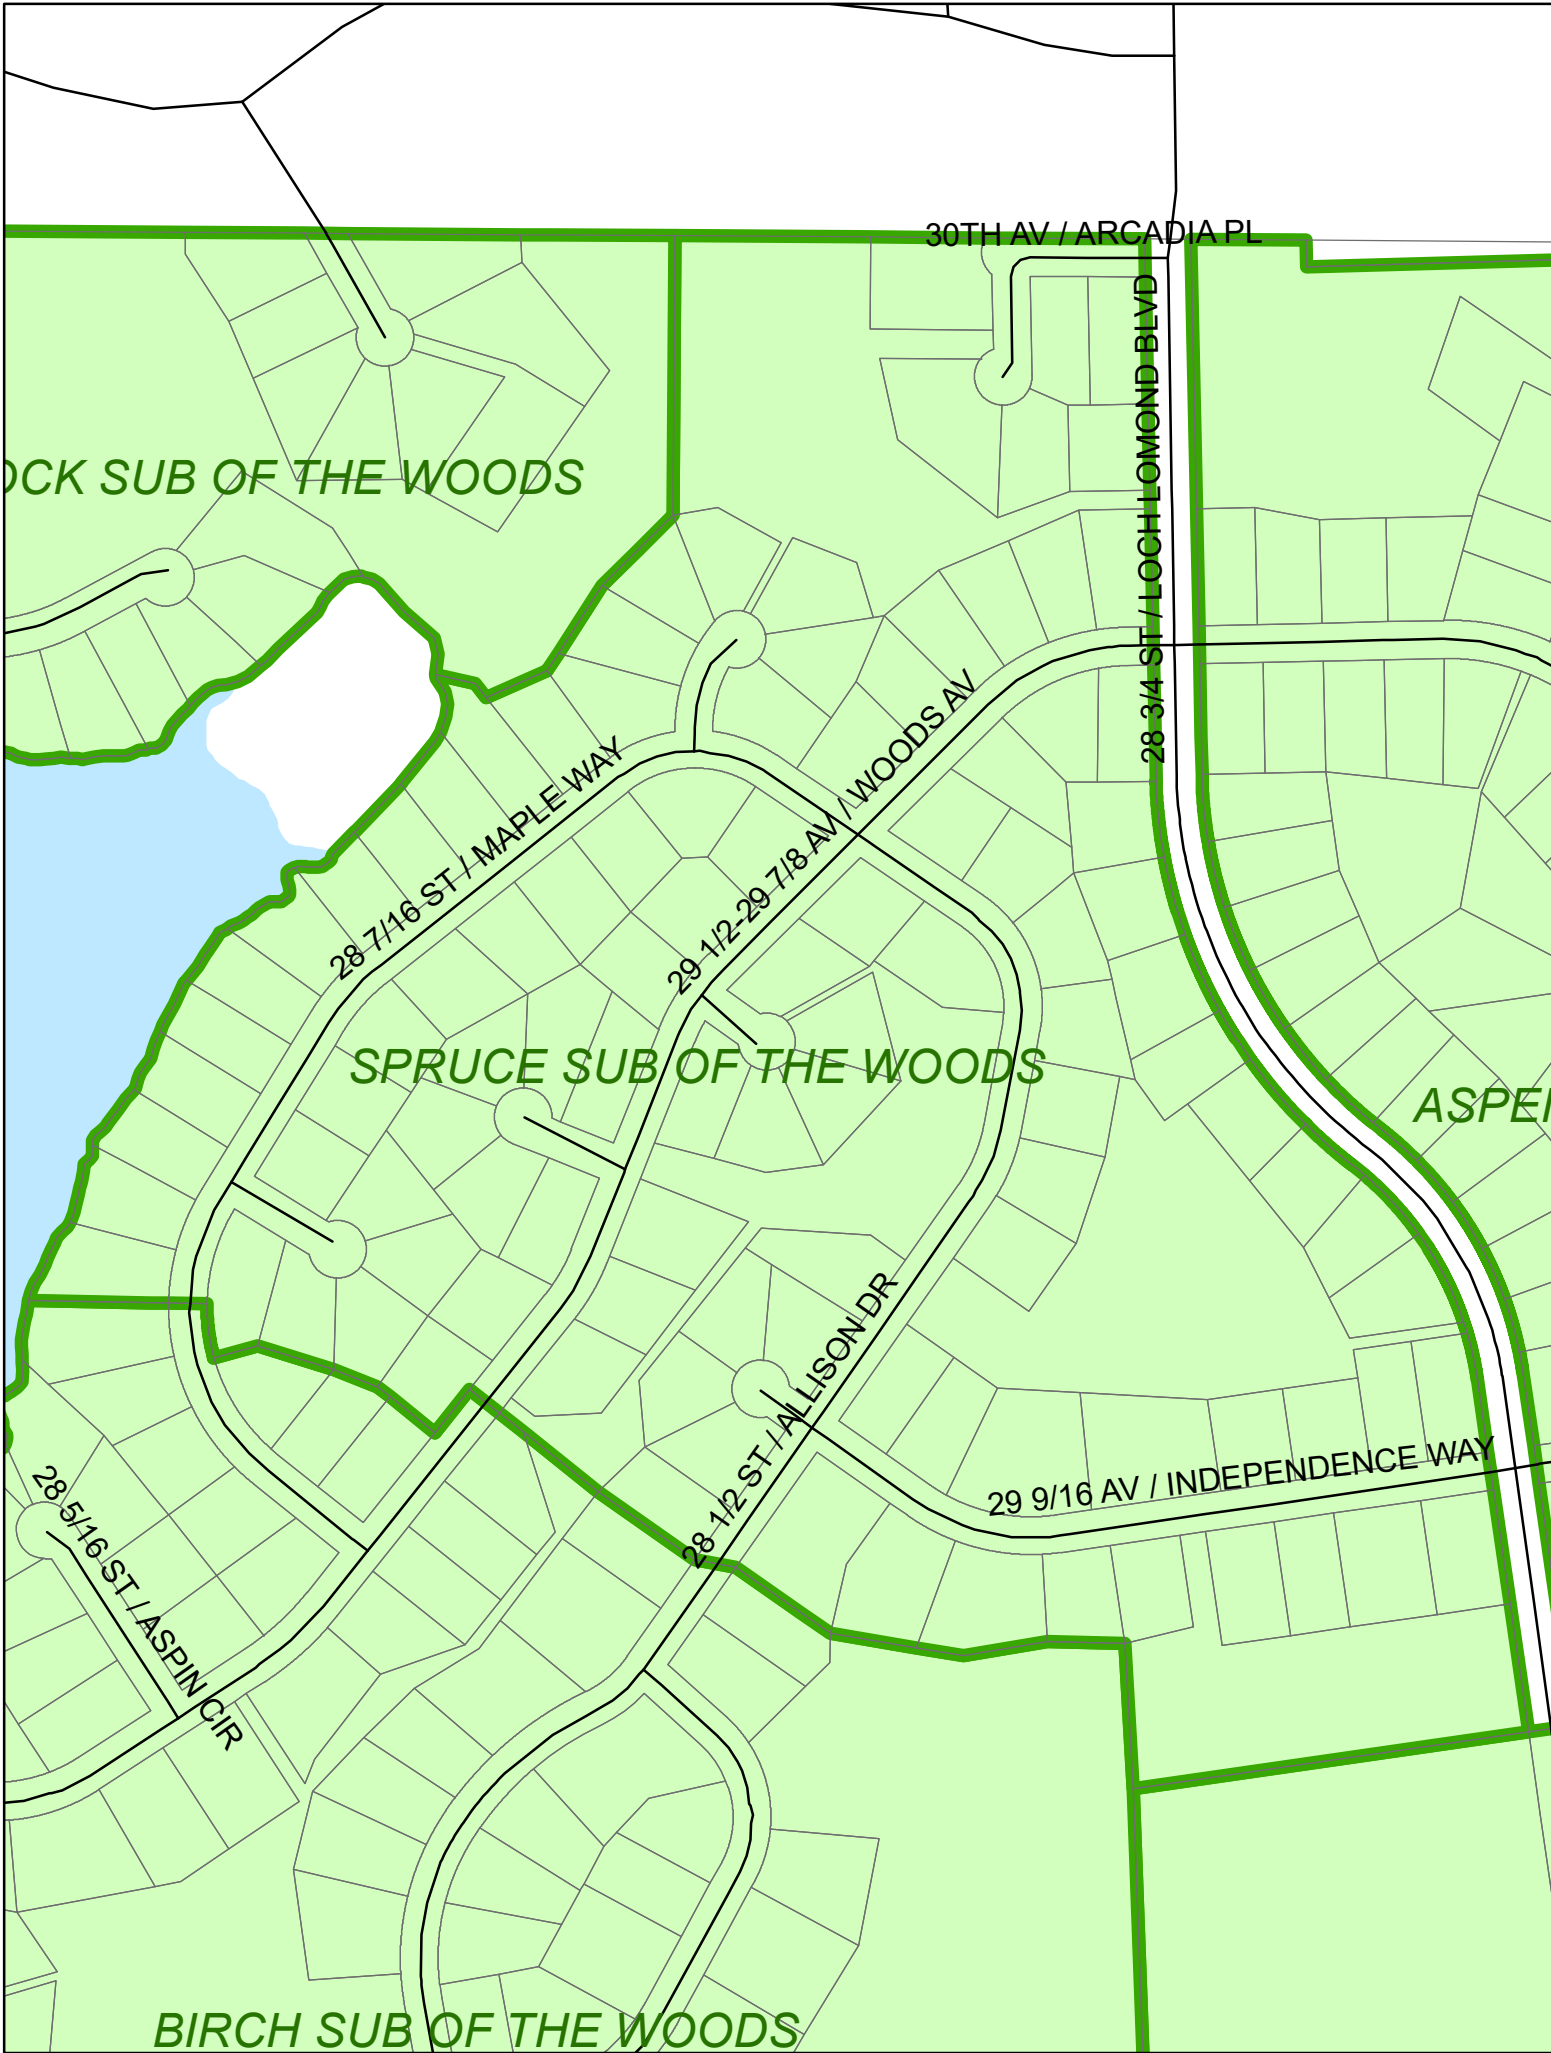 30TH AV / ARCADIA PL
28 3/4 ST / LOCH LOMOND BLVD
OCK SUB OF THE WOODS
28 7/16 ST / MAPLE WAY
29 1/2-29 7/8 AV / WOODS AV
SPRUCE SUB OF THE WOODS
ASPEN
28 1/2 ST / ALLISON DR
29 9/16 AV / INDEPENDENCE WAY
28 5/16 ST / ASPIN CIR
BIRCH SUB OF THE WOODS